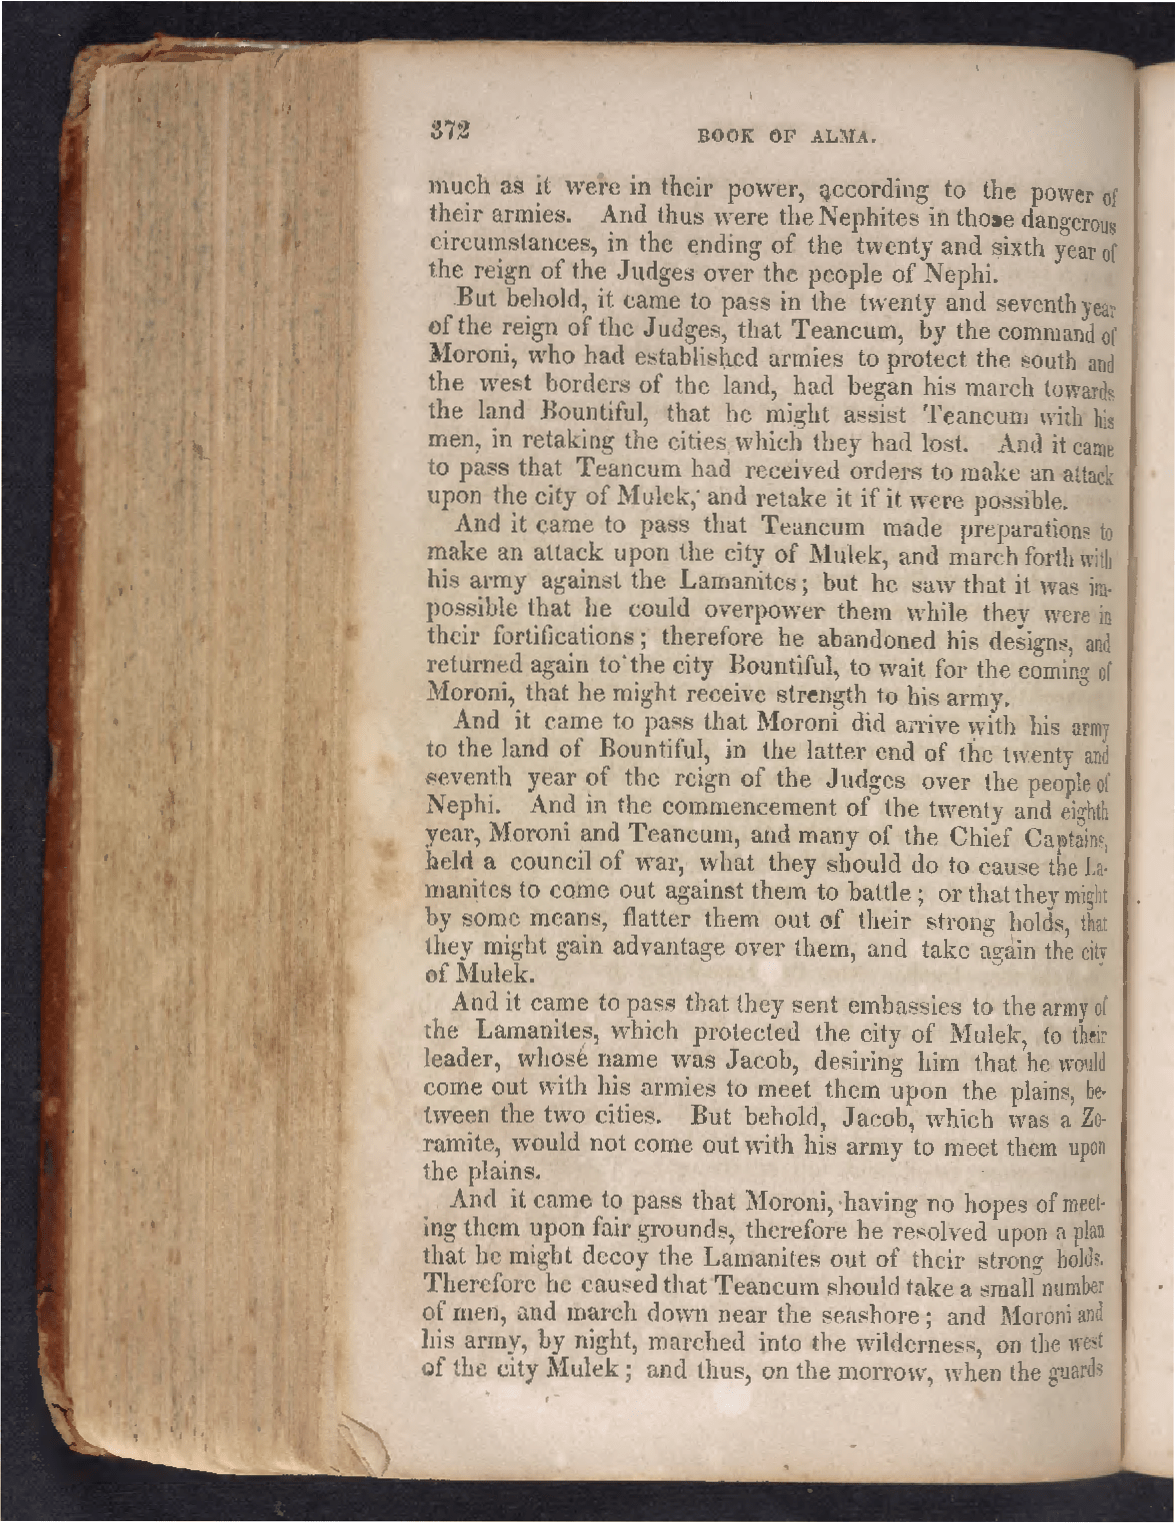 372 BOOK OF ALMA.
much as it were in their power, according to the power of
their armies. And thus were the Nephites in those dangerous
circumstances, in the ending of the twenty and sixth year of
the reign of the Judges over the people of Nephi.
But behold, it came to pass in the twenty and seventh year
of the reign of the Judges, that Teancum, by the command of
Moroni, who had established armies to protect the south and
the west borders of the land, had began his march towards
the land Bountiful, that he might assist Teancum with his
men, in retaking the cities which they had lost. And it came
to pass that Teancum had received orders to make an attack
upon the city of Mulek, and retake it if it were possible.
And it came to pass that Teancum made preparations to
make an attack upon the city of Mulek, and march forth with
his army against the Lamanites; but he saw that it was im-
possible that he could overpower them while they were in
their fortifications; therefore he abandoned his designs, and
returned again to the city Bountiful, to wait for the coming of
Moroni, that he might receive strength to his army.
And it came to pass that Moroni did arrive with his army
to the land of Bountiful, in the latter end of the twenty and
seventh year of the reign of the Judges over the people of
Nephi. And in the commencement of the twenty and eighth
year, Moroni and Teancum, and many of the Chief Captains,
held a council of war, what they should do to cause the La-
manites to come out against them to battle; or that they might
by some means, flatter them out of their strong holds, that
they might gain advantage over them, and take again the city
of Mulek.
And it came to pass that they sent embassies to the army of
the Lamanites, which protected the city of Mulek, to their
leader, whose name was Jacob, desiring him that he would
come out with his armies to meet them upon the plains, be-
tween the two cities. But behold, Jacob, which was a Zo-
ramite, would not come out with his army to meet them upon
the plains.
And it came to pass that Moroni, having no hopes of meet-
ing them upon fair grounds, therefore he resolved upon a plan
that he might decoy the Lamanites out of their strong holds.
Therefore he caused that Teancum should take a small number
of men, and march down near the seashore; and Moroni and
his army, by night, marched into the wilderness, on the west
of the city Mulek; and thus, on the morrow, when the guards